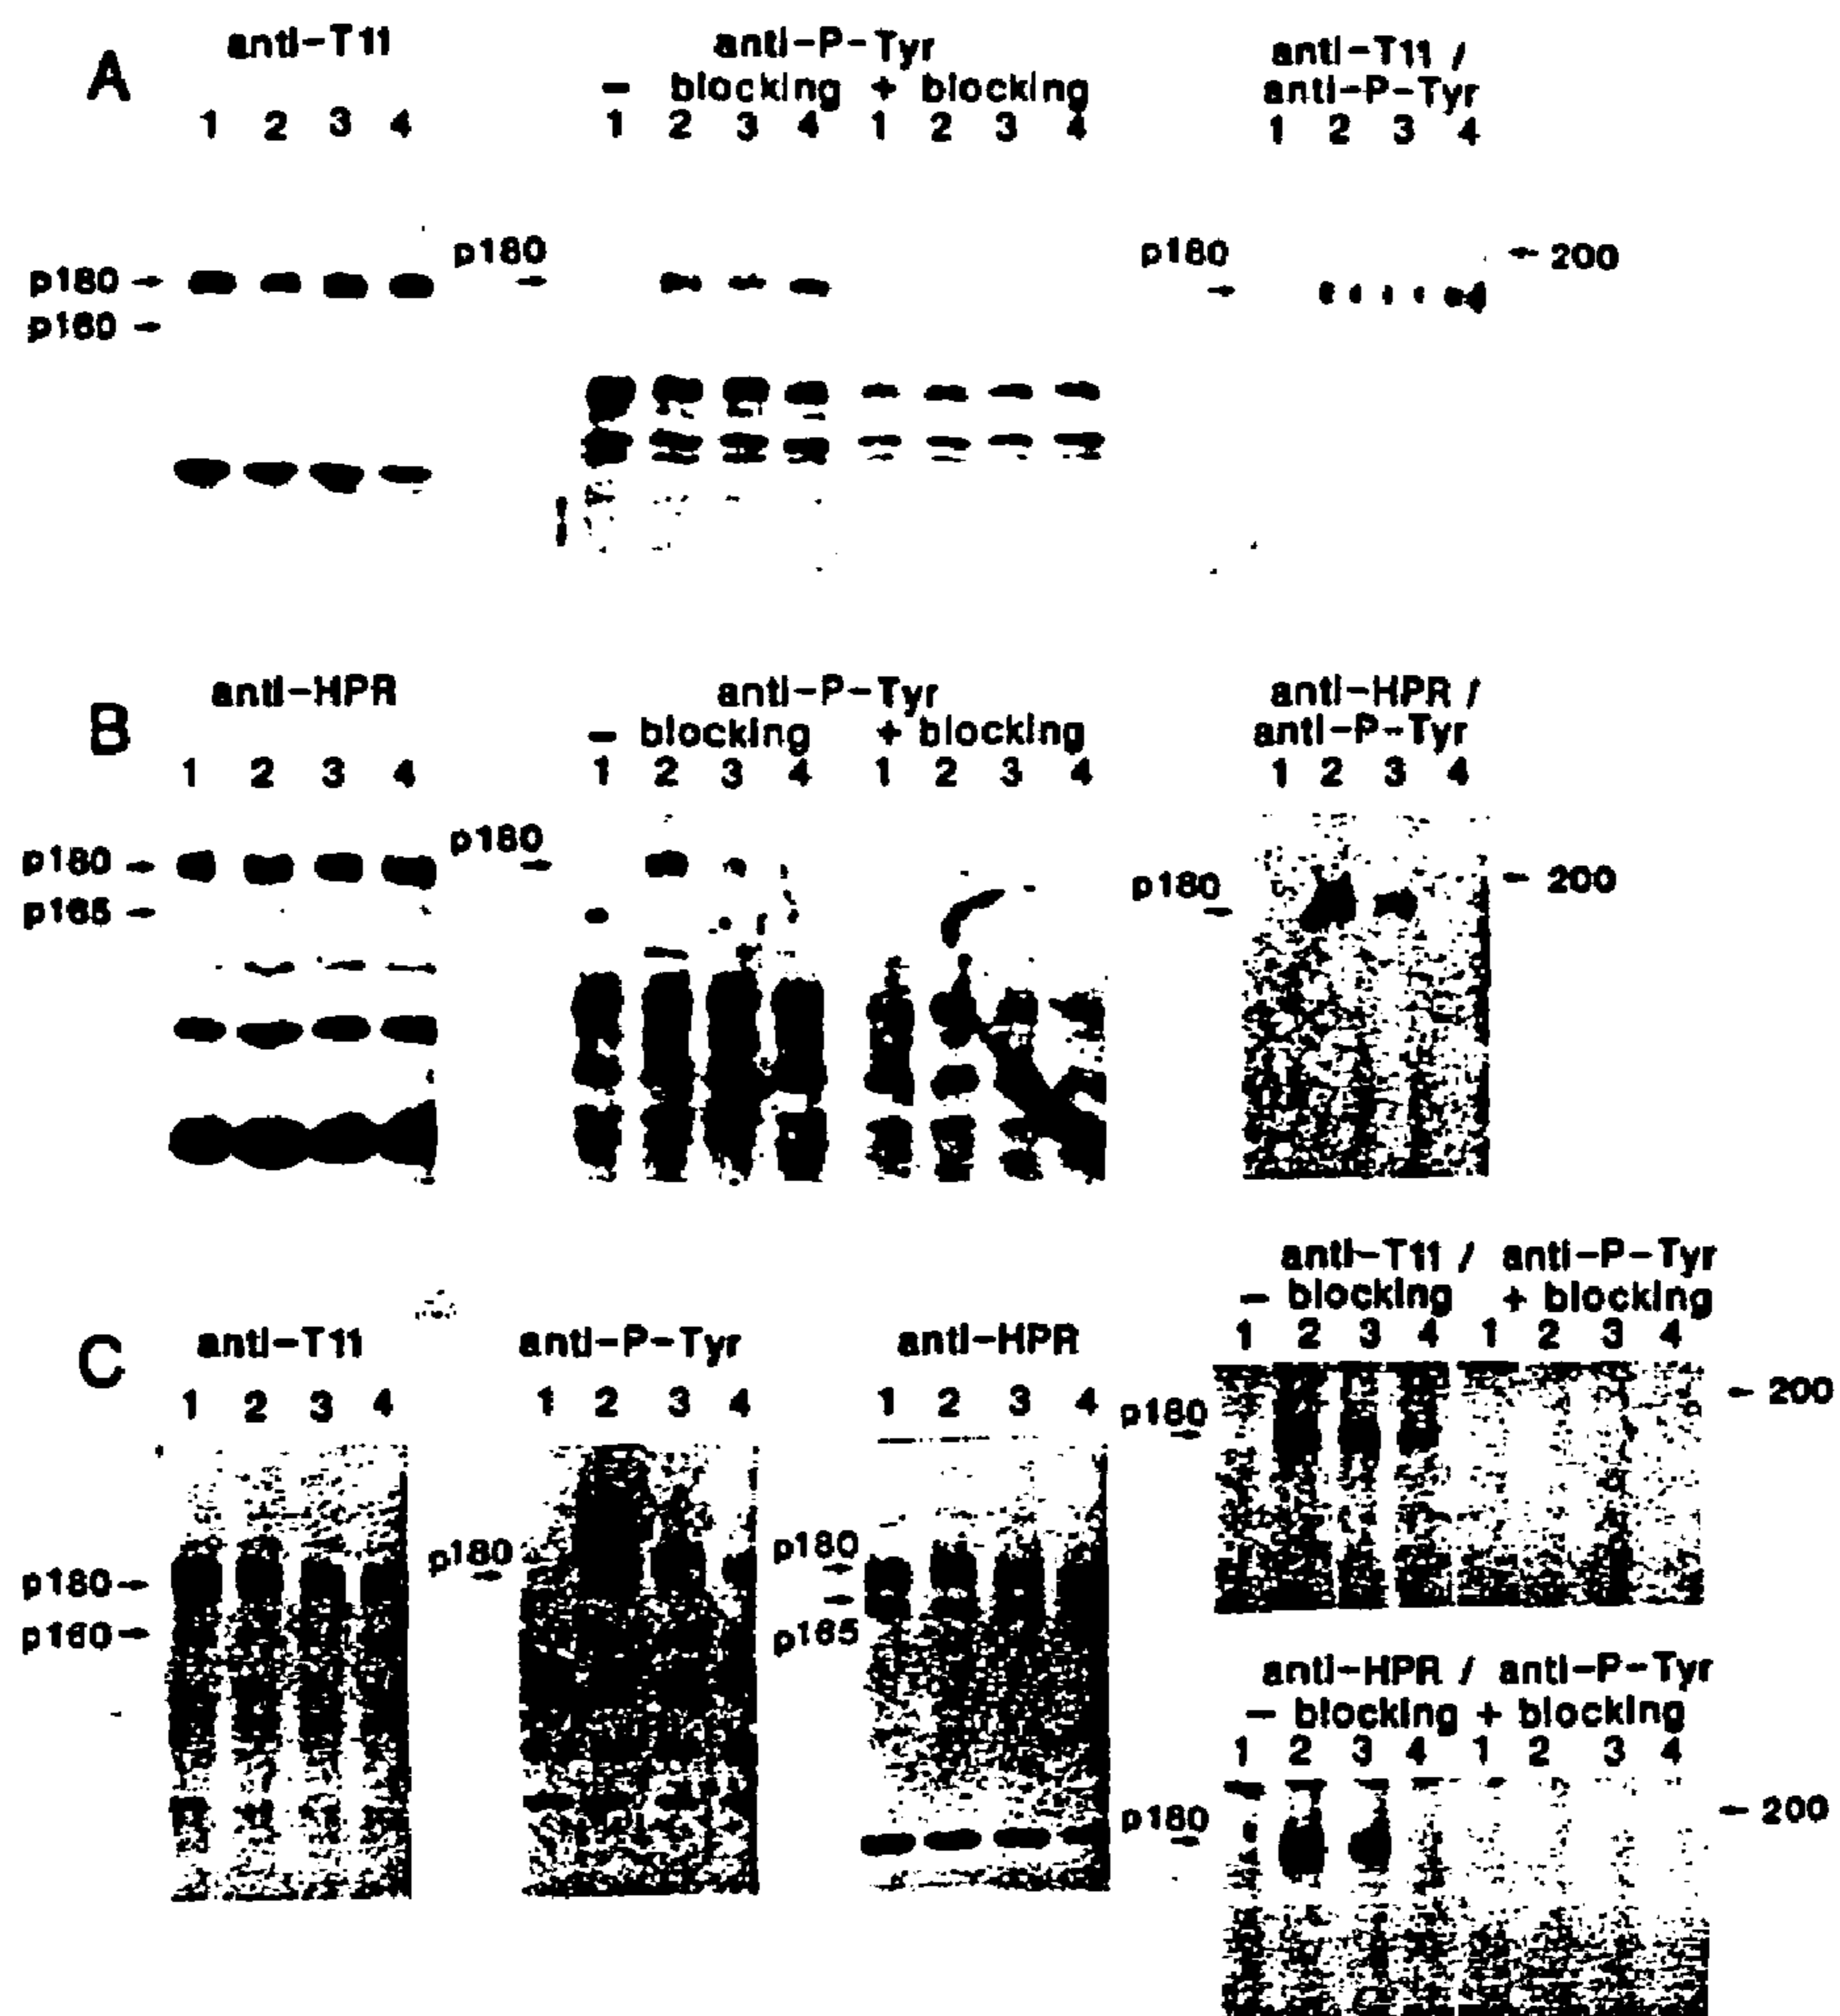 A
anti-T11
1 2 3 4
p180
p160
anti-P-Tyr
- blocking + blocking
1 2 3 4 1 2 3 4
p180
anti-T11 /
anti-P-Tyr
1 2 3 4
p180
200
B
anti-HPR
1 2 3 4
p180
p165
anti-P-Tyr
- blocking + blocking
1 2 3 4 1 2 3 4
p180
anti-HPR /
anti-P-Tyr
1 2 3 4
p180
200
C
anti-T11
1 2 3 4
p180
p160
anti-P-Tyr
1 2 3 4
p180
anti-HPR
1 2 3 4
p180
p165
anti-T11 / anti-P-Tyr
- blocking + blocking
1 2 3 4 1 2 3 4
p180
200
anti-HPR / anti-P-Tyr
- blocking + blocking
1 2 3 4 1 2 3 4
p180
200